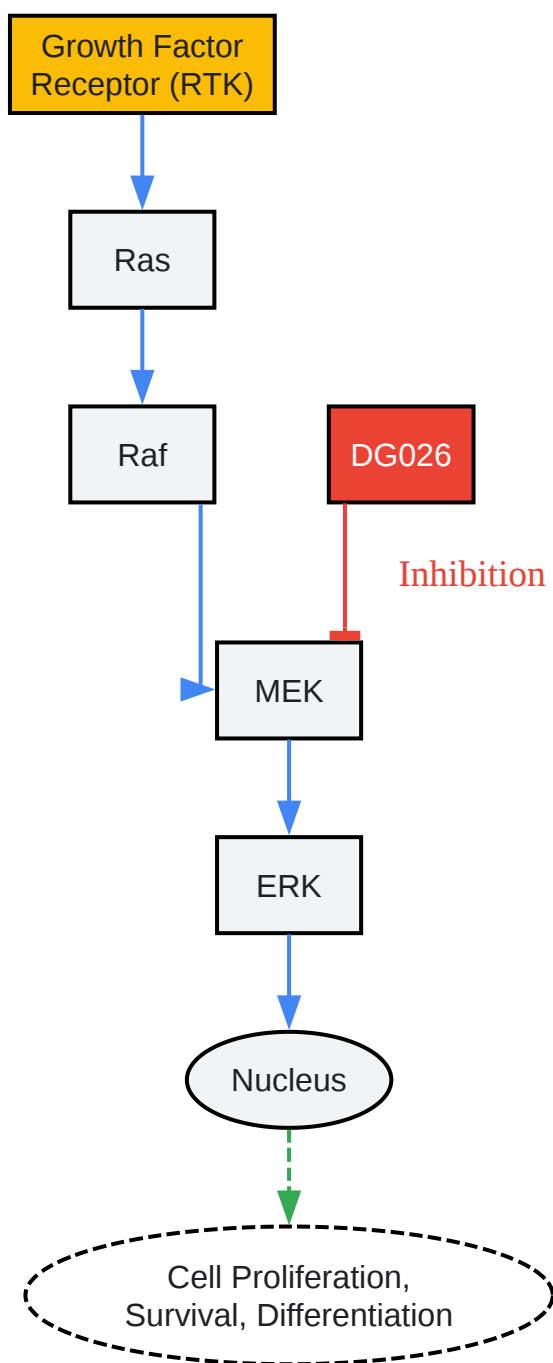 Growth Factor
Receptor (RTK)
Ras
Raf
DG026
Inhibition
MEK
ERK
Nucleus
Cell Proliferation,
Survival, Differentiation